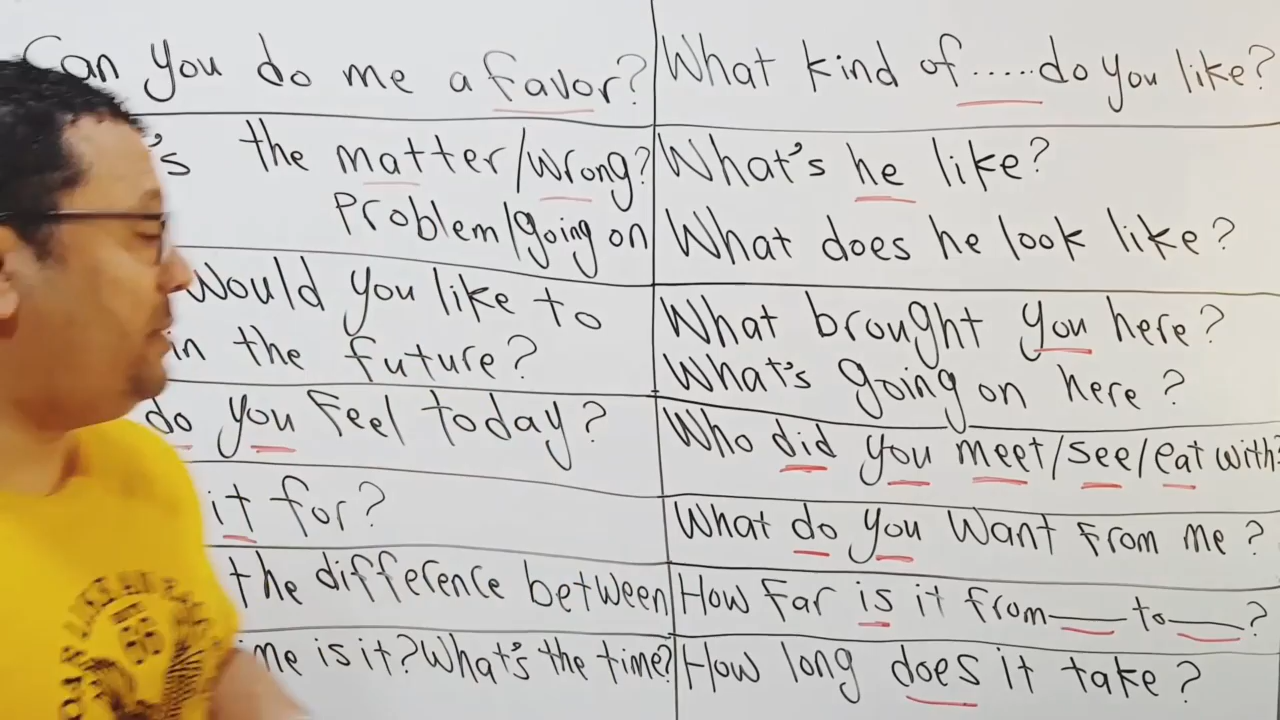 Can you do me a favor?
's the matter/wrong?
Problem/going on
Would you like to
in the future?
do you feel today?
it for?
the difference between
me is it? What's the time?
What kind of ..... do you like?
What's he like?
What does he look like?
What brought you here?
What's going on here?
Who did you meet/see/eat with?
What do you want from me?
How far is it from___ to___?
How long does it take?